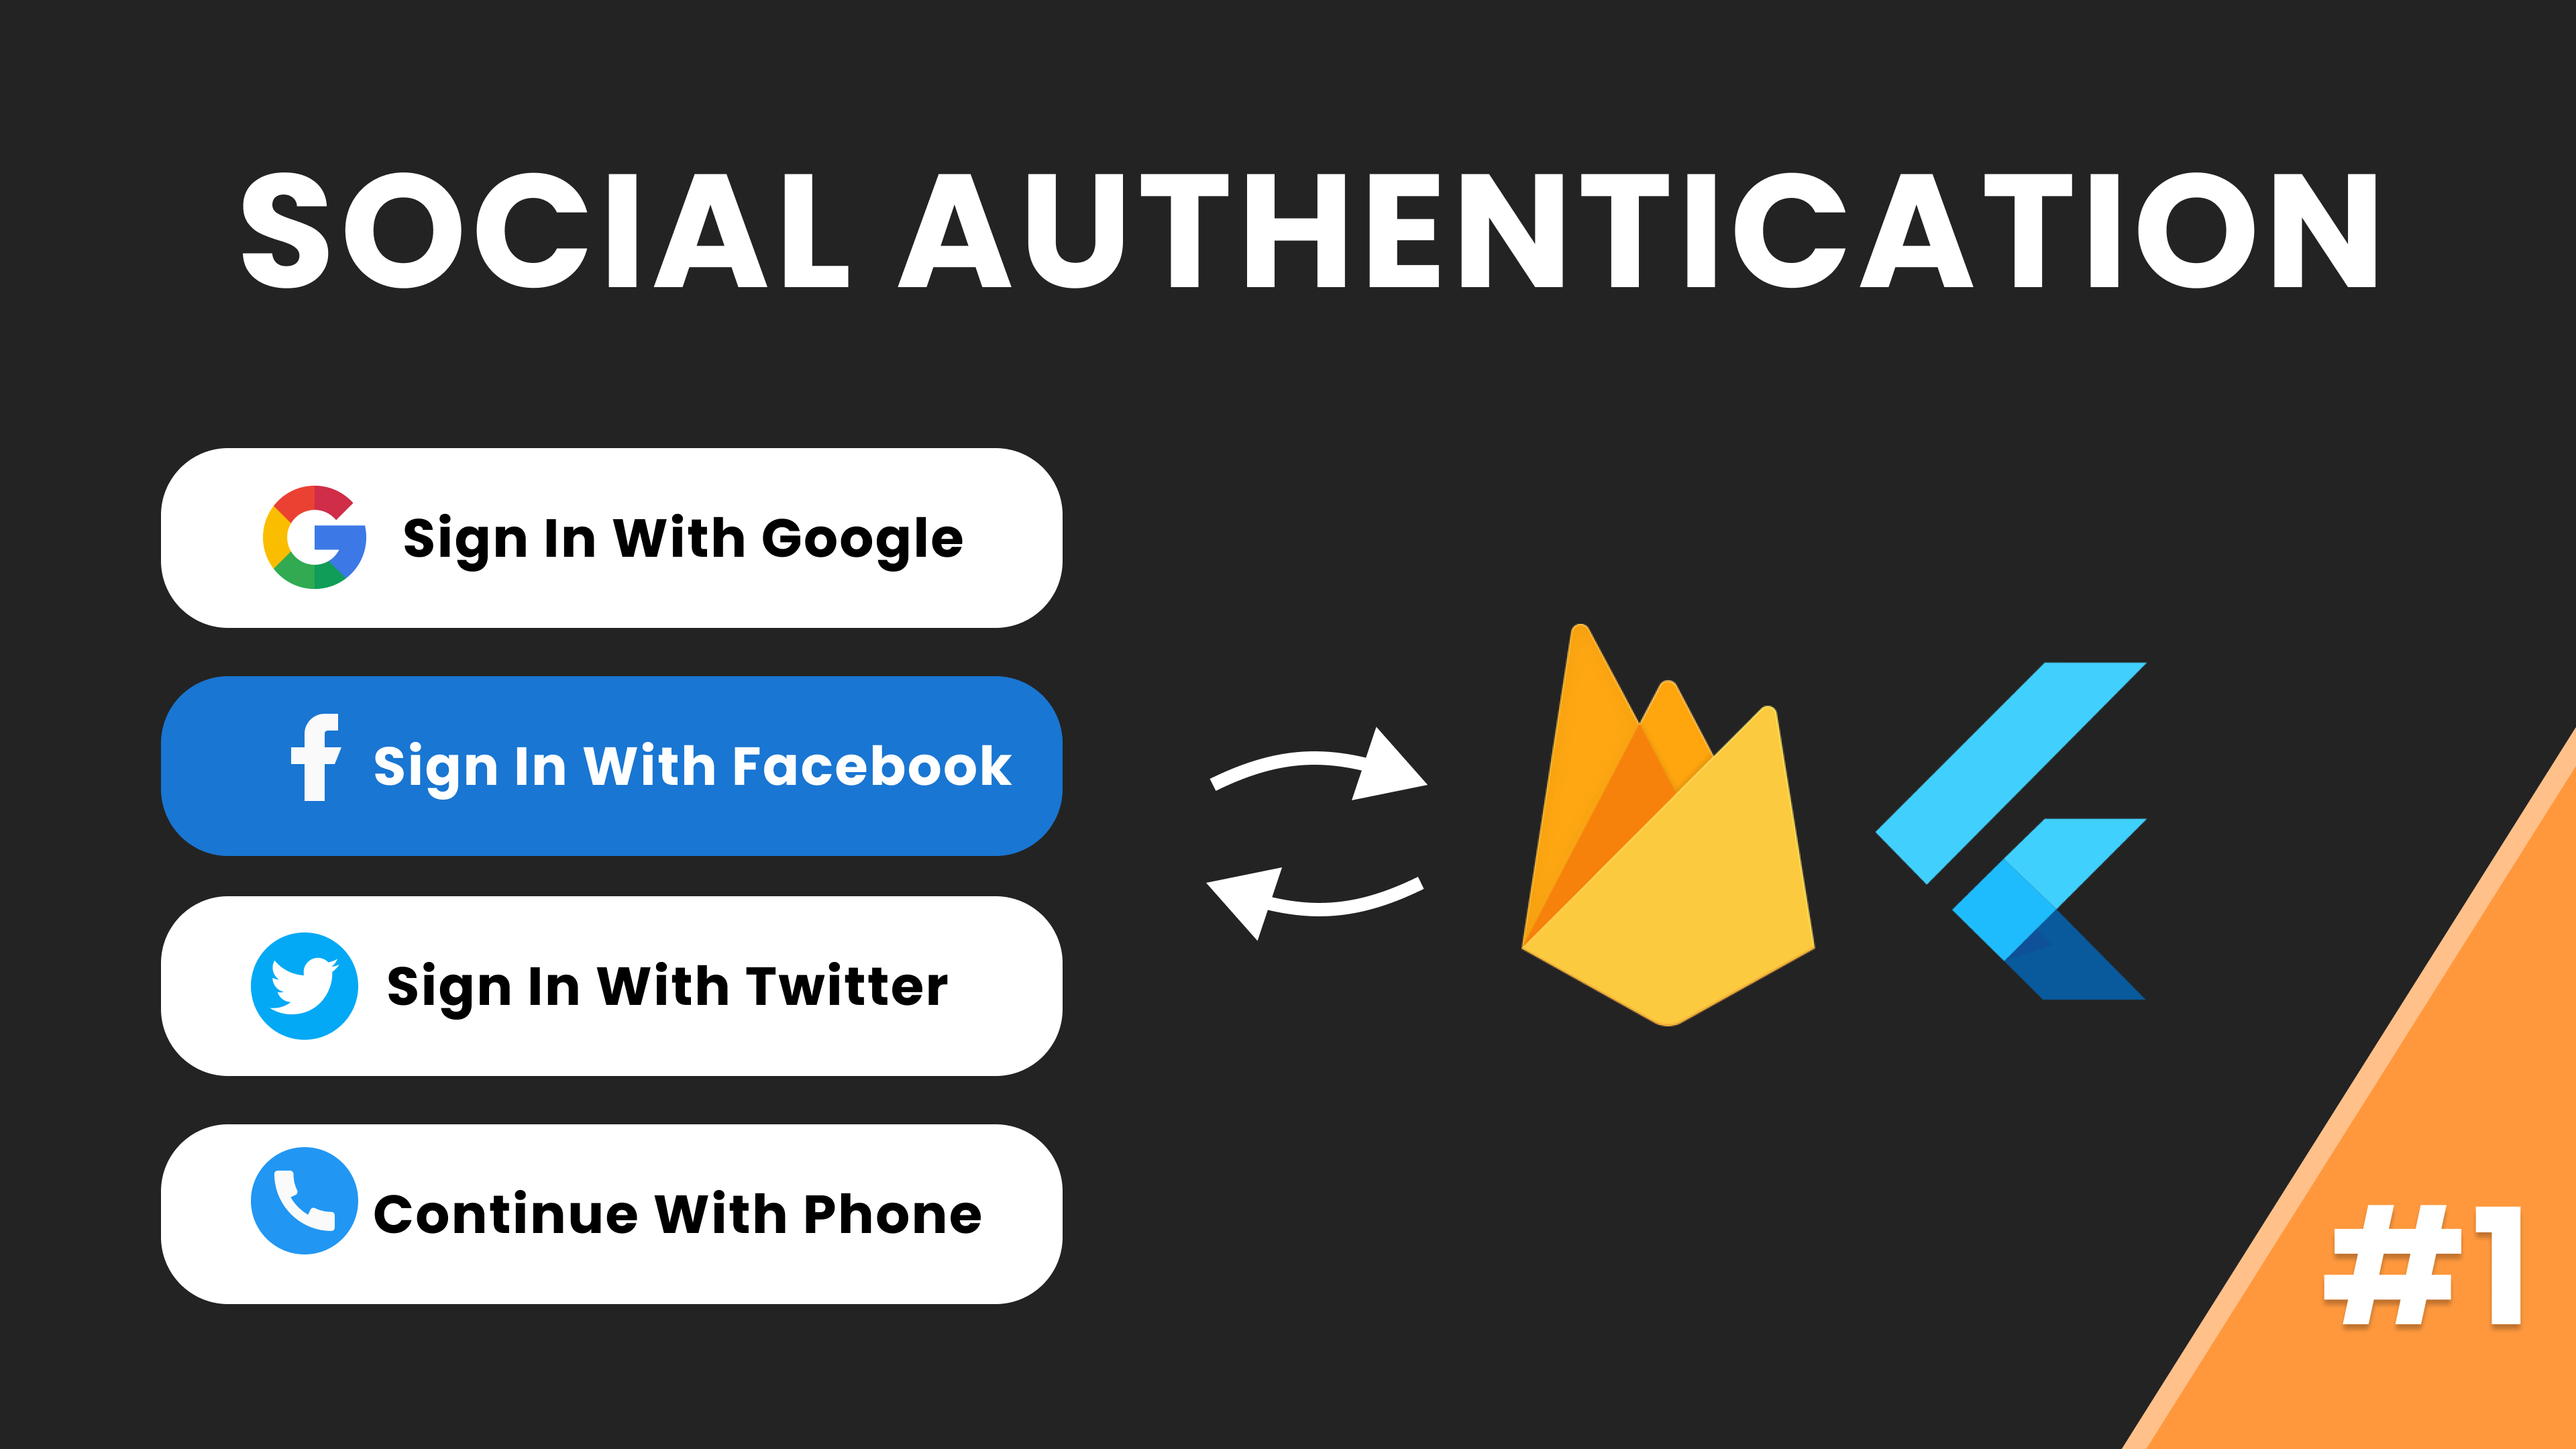 SOCIAL AUTHENTICATION
Sign In With Google
Sign In With Facebook
Sign In With Twitter
Continue With Phone
#1